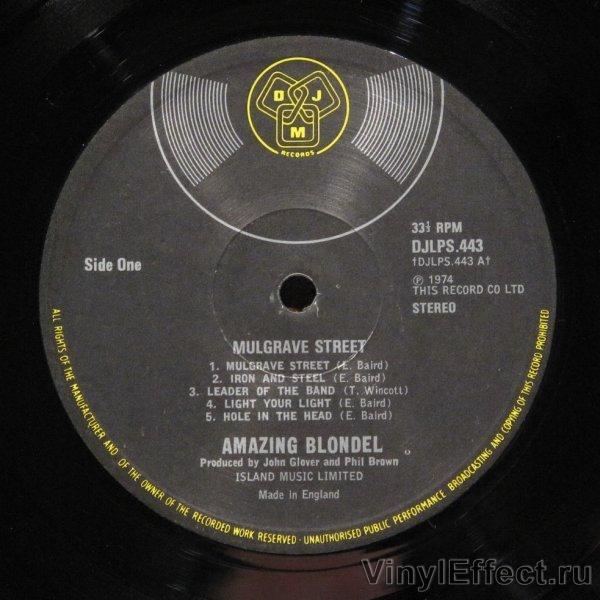 D J
M
RECORDS
Side One
33⅓ RPM
DJLPS.443
†DJLPS.443 A†
℗ 1974
THIS RECORD CO LTD
STEREO
MULGRAVE STREET
1. MULGRAVE STREET (E. Baird)
2. IRON AND STEEL (E. Baird)
3. LEADER OF THE BAND (T. Wincott)
4. LIGHT YOUR LIGHT (E. Baird)
5. HOLE IN THE HEAD (E. Baird)
AMAZING BLONDEL
Produced by John Glover and Phil Brown
ISLAND MUSIC LIMITED
Made in England
ALL RIGHTS OF THE MANUFACTURER AND OF THE OWNER OF THE RECORDED WORK RESERVED · UNAUTHORISED PUBLIC PERFORMANCE BROADCASTING AND COPYING OF THIS RECORD PROHIBITED
VinylEffect.ru